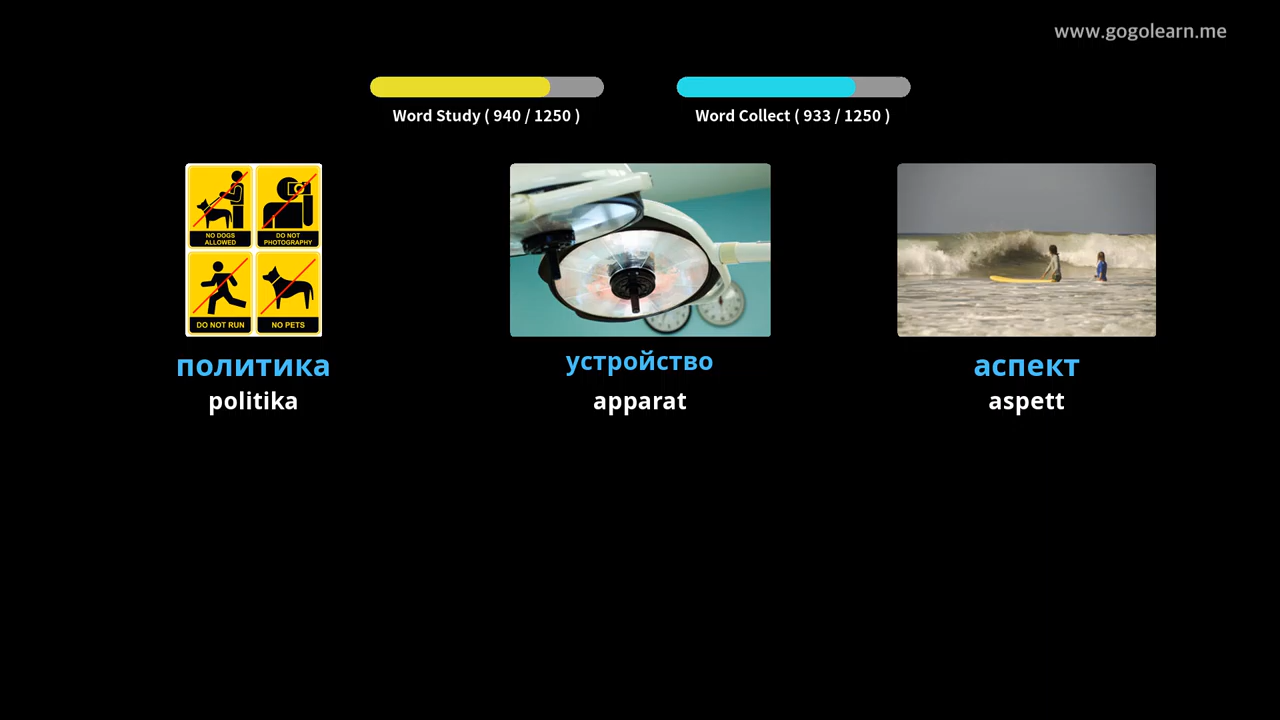 www.gogolearn.me
Word Study ( 940 / 1250 )
Word Collect ( 933 / 1250 )
NO DOGS
ALLOWED
DO NOT
PHOTOGRAPHY
DO NOT RUN
NO PETS
политика
politika
устройство
apparat
аспект
aspett